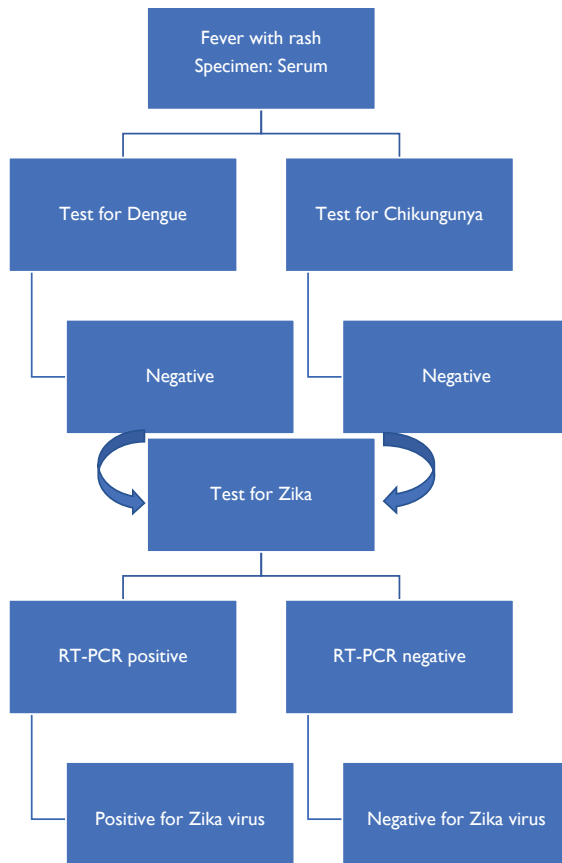 Fever with rash
Specimen: Serum
Test for Dengue
Test for Chikungunya
Negative
Negative
Test for Zika
RT-PCR positive
RT-PCR negative
Positive for Zika virus
Negative for Zika virus